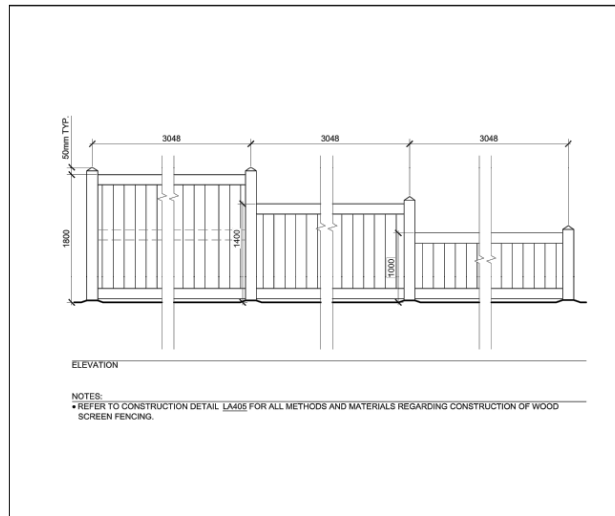 50mm TYP.
3048
3048
3048
1800
1400
1000
ELEVATION
NOTES:
• REFER TO CONSTRUCTION DETAIL LA405 FOR ALL METHODS AND MATERIALS REGARDING CONSTRUCTION OF WOOD
SCREEN FENCING.